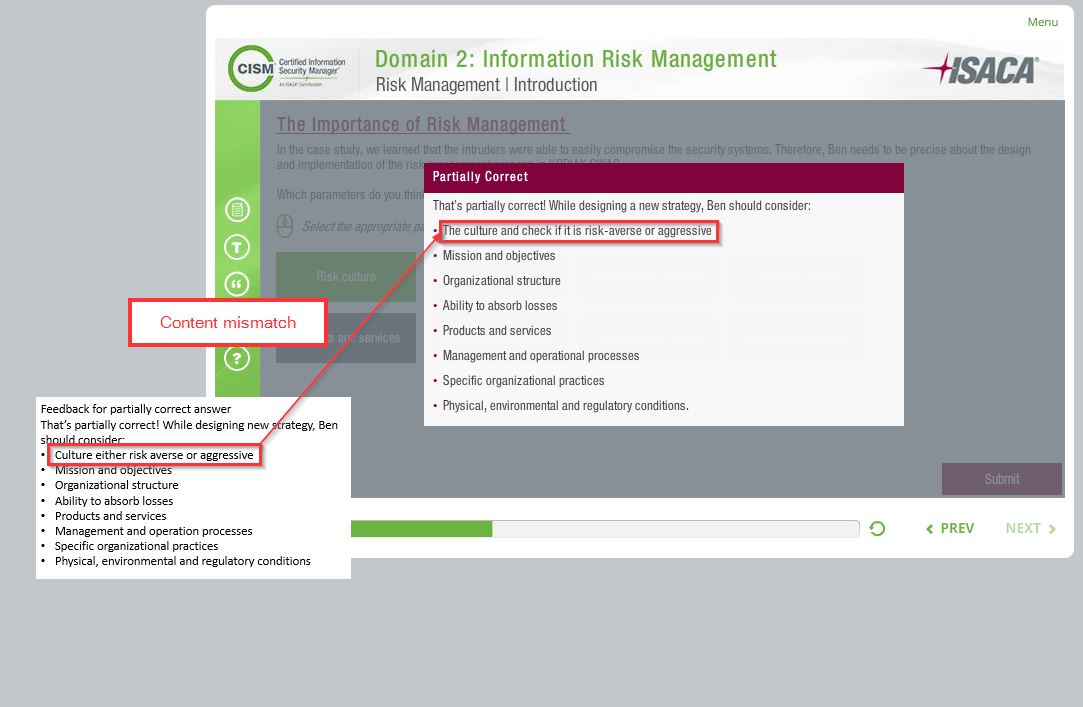 Menu
CISM
Certified Information
Security Manager®
An ISACA® Certification
Domain 2: Information Risk Management
Risk Management | Introduction
ISACA®
The Importance of Risk Management
In the case study, we learned that the intruders were able to easily compromise the security systems. Therefore, Ben needs to be precise about the design
and implementation of the risk management process in KODIAK SWAG.
Which parameters do you thin
Select the appropriate pa
Risk culture
s and services
Partially Correct
That's partially correct! While designing a new strategy, Ben should consider:
• The culture and check if it is risk-averse or aggressive
• Mission and objectives
• Organizational structure
• Ability to absorb losses
• Products and services
• Management and operational processes
• Specific organizational practices
• Physical, environmental and regulatory conditions.
T
“
?
Content mismatch
Feedback for partially correct answer
That's partially correct! While designing new strategy, Ben
should consider:
• Culture either risk averse or aggressive
• Mission and objectives
• Organizational structure
• Ability to absorb losses
• Products and services
• Management and operation processes
• Specific organizational practices
• Physical, environmental and regulatory conditions
Submit
PREV
NEXT